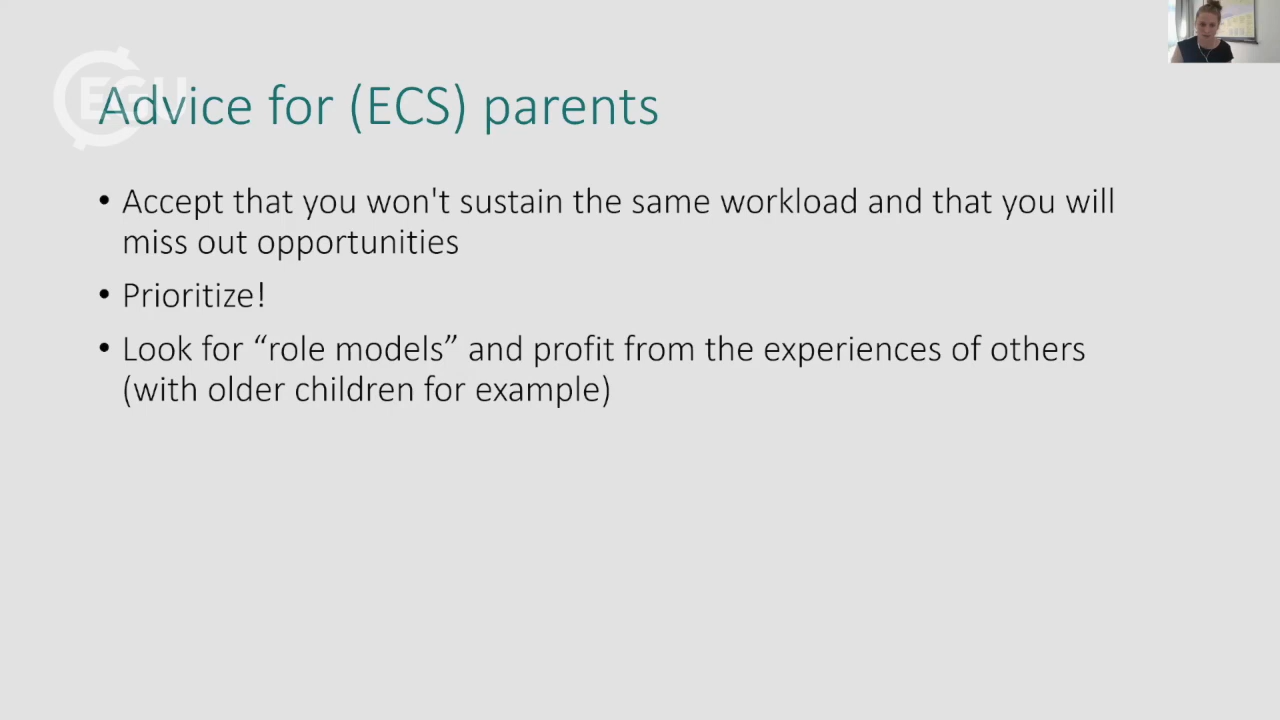 EGU
Advice for (ECS) parents
• Accept that you won't sustain the same workload and that you will
miss out opportunities
• Prioritize!
• Look for “role models” and profit from the experiences of others
(with older children for example)